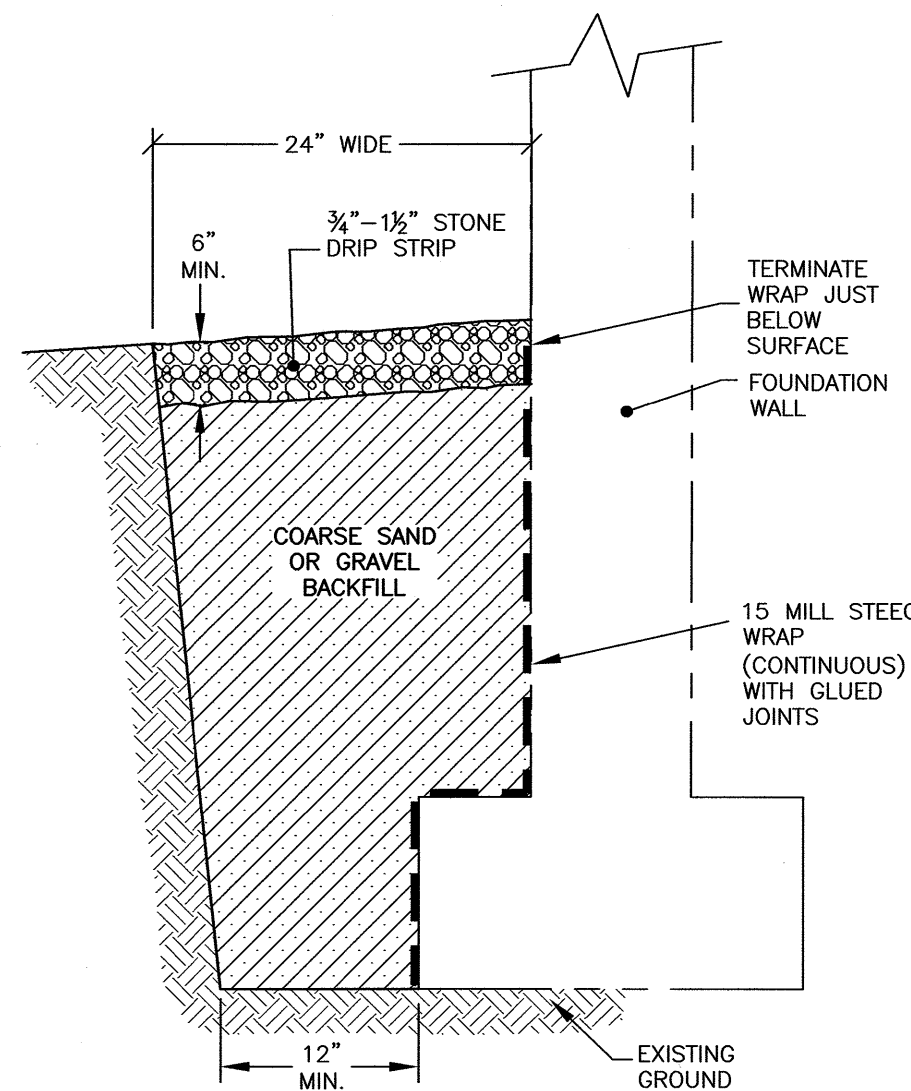 24" WIDE
¾"–1½" STONE
DRIP STRIP
6"
MIN.
TERMINATE
WRAP JUST
BELOW
SURFACE
FOUNDATION
WALL
COARSE SAND
OR GRAVEL
BACKFILL
15 MILL STEEG
WRAP
(CONTINUOUS)
WITH GLUED
JOINTS
12"
MIN.
EXISTING
GROUND